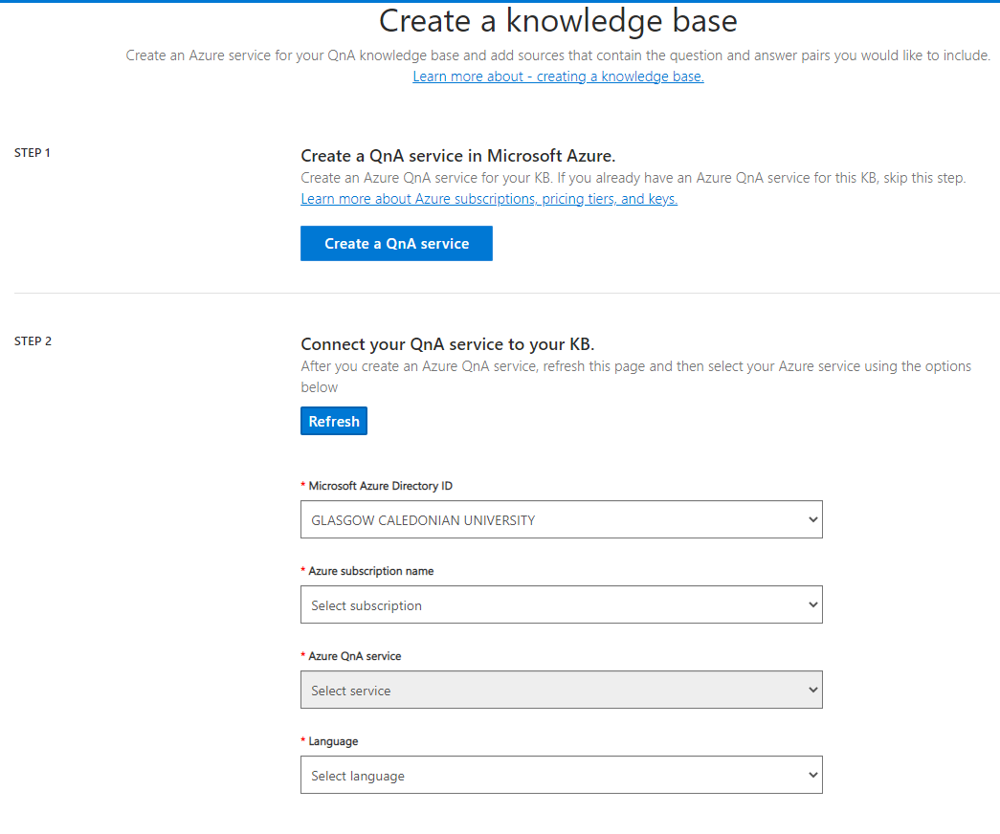 Create a knowledge base
Create an Azure service for your QnA knowledge base and add sources that contain the question and answer pairs you would like to include.
Learn more about - creating a knowledge base.
STEP 1
Create a QnA service in Microsoft Azure.
Create an Azure QnA service for your KB. If you already have an Azure QnA service for this KB, skip this step.
Learn more about Azure subscriptions, pricing tiers, and keys.
Create a QnA service
STEP 2
Connect your QnA service to your KB.
After you create an Azure QnA service, refresh this page and then select your Azure service using the options
below
Refresh
* Microsoft Azure Directory ID
GLASGOW CALEDONIAN UNIVERSITY
* Azure subscription name
Select subscription
* Azure QnA service
Select service
* Language
Select language